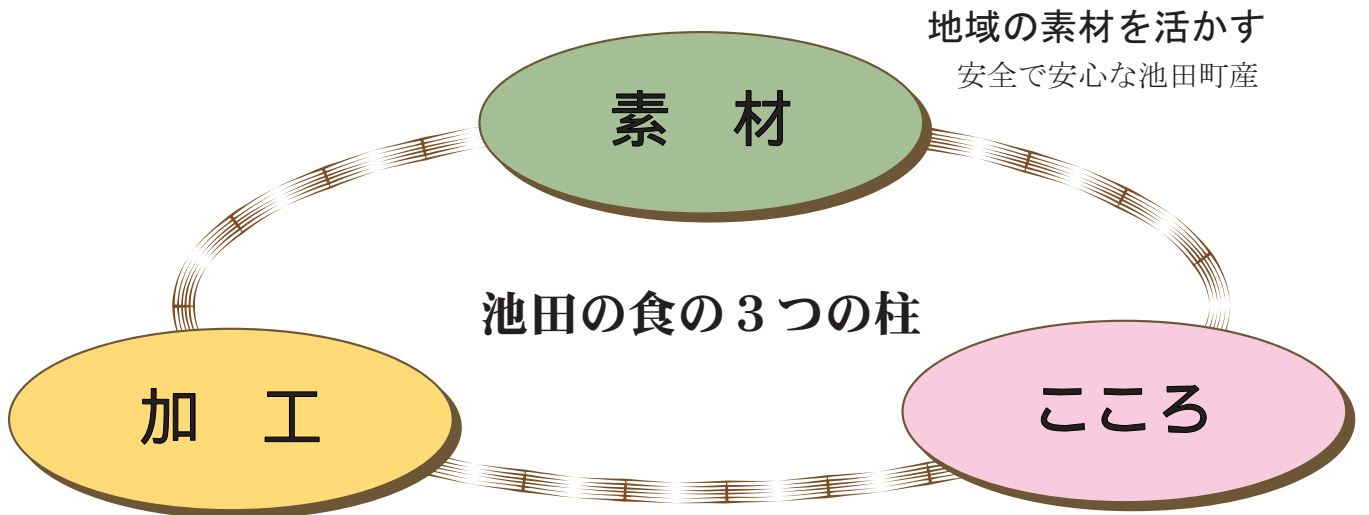 地域の素材を活かす
安全で安心な池田町産
素　材
池田の食の３つの柱
加　工
こころ